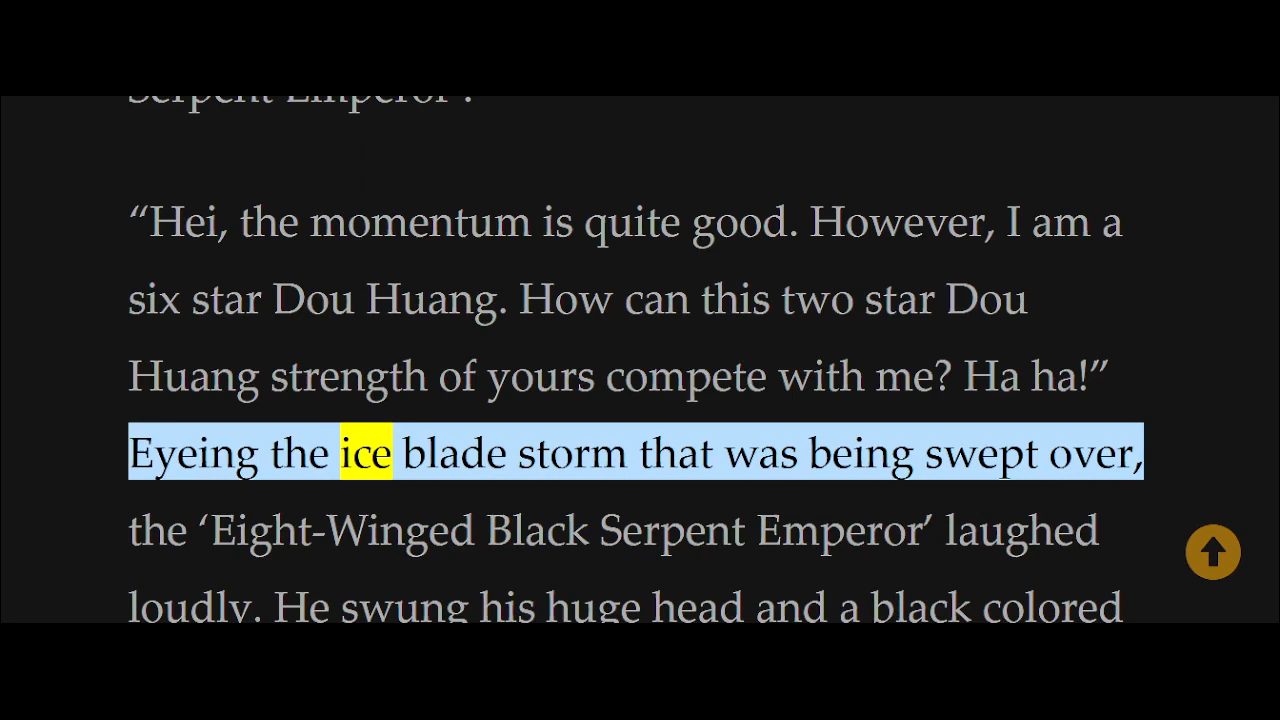 Serpent Emperor’.
“Hei, the momentum is quite good. However, I am a
six star Dou Huang. How can this two star Dou
Huang strength of yours compete with me? Ha ha!”
Eyeing the ice blade storm that was being swept over,
the ‘Eight-Winged Black Serpent Emperor’ laughed
loudly. He swung his huge head and a black colored